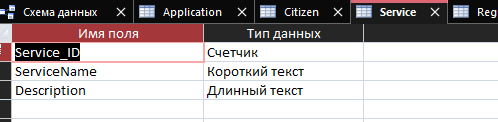 Схема данных Application Citizen Service Reg
Имя поля Тип данных
Service_ID Счетчик
ServiceName Короткий текст
Description Длинный текст